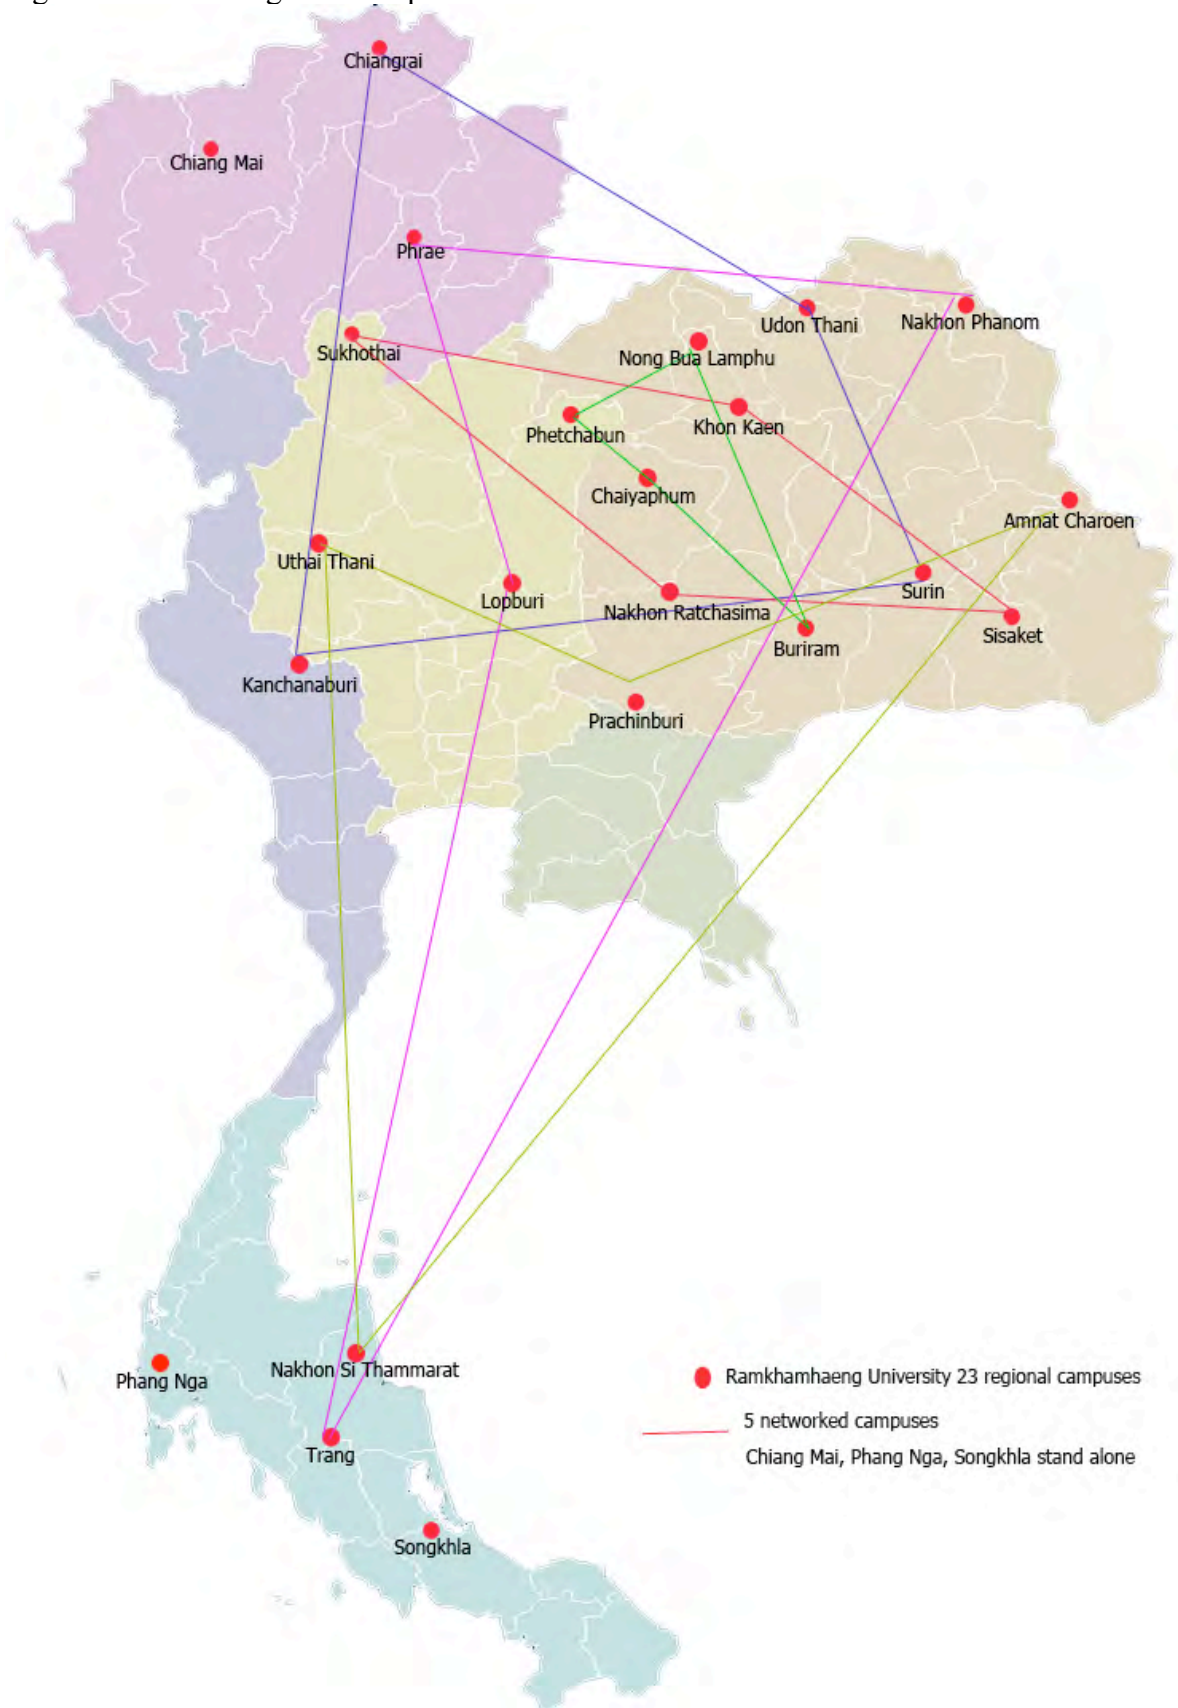 Chiangrai
Chiang Mai
Phrae
Udon Thani
Nakhon Phanom
Sukhothai
Nong Bua Lamphu
Phetchabun
Khon Kaen
Chaiyaphum
Amnat Charoen
Uthai Thani
Lopburi
Nakhon Ratchasima
Surin
Sisaket
Buriram
Kanchanaburi
Prachinburi
Nakhon Si Thammarat
Phang Nga
Ramkhamhaeng University 23 regional campuses
5 networked campuses
Chiang Mai, Phang Nga, Songkhla stand alone
Trang
Songkhla